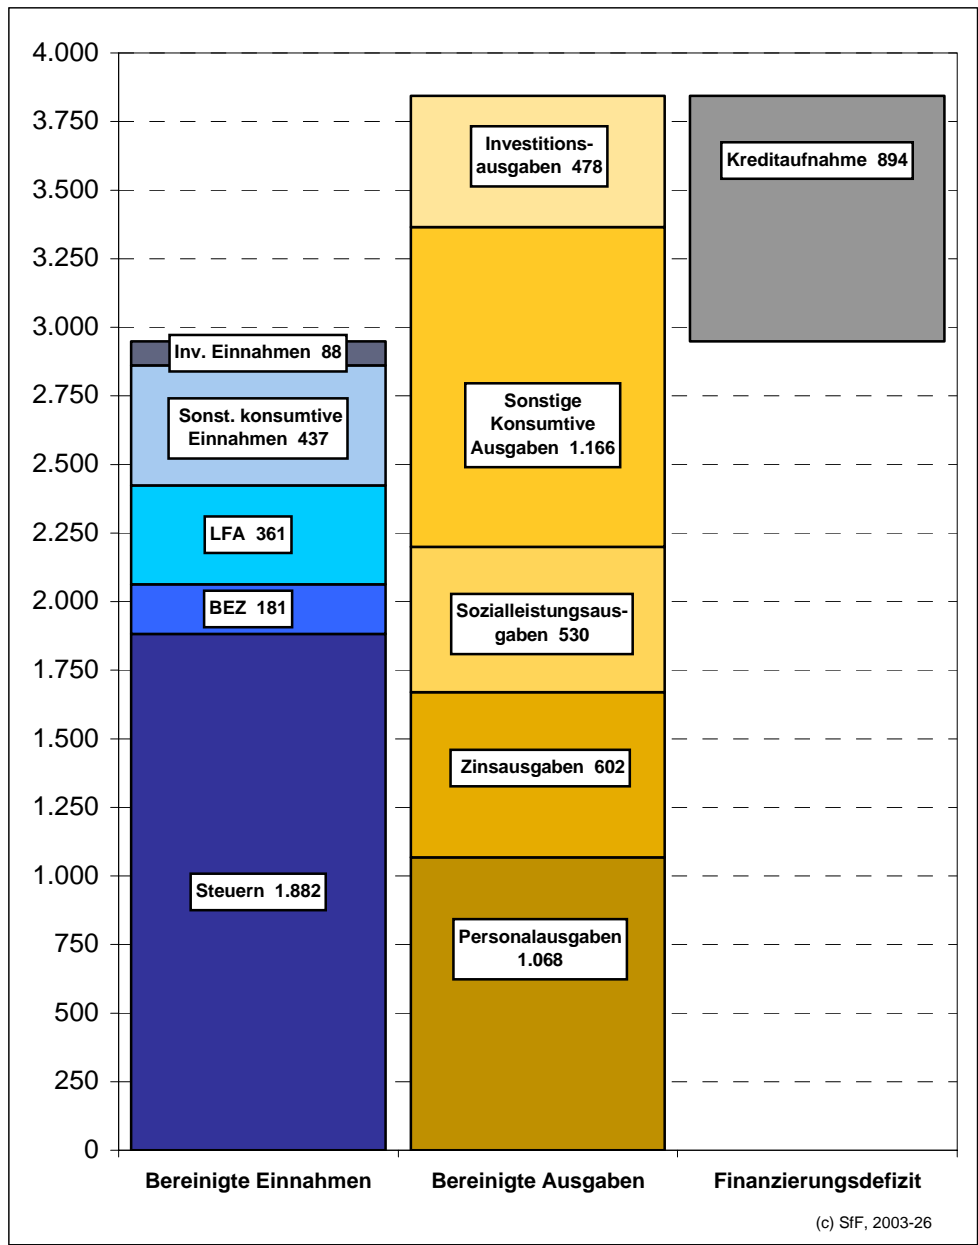 4.000
3.750
3.500
3.250
3.000
2.750
2.500
2.250
2.000
1.750
1.500
1.250
1.000
750
500
250
0
Inv. Einnahmen 88
Sonst. konsumtive
Einnahmen 437
LFA 361
BEZ 181
Steuern 1.882
Investitions-
ausgaben 478
Sonstige
Konsumtive
Ausgaben 1.166
Sozialleistungsaus-
gaben 530
Zinsausgaben 602
Personalausgaben
1.068
Kreditaufnahme 894
Bereinigte Einnahmen
Bereinigte Ausgaben
Finanzierungsdefizit
(c) SfF, 2003-26